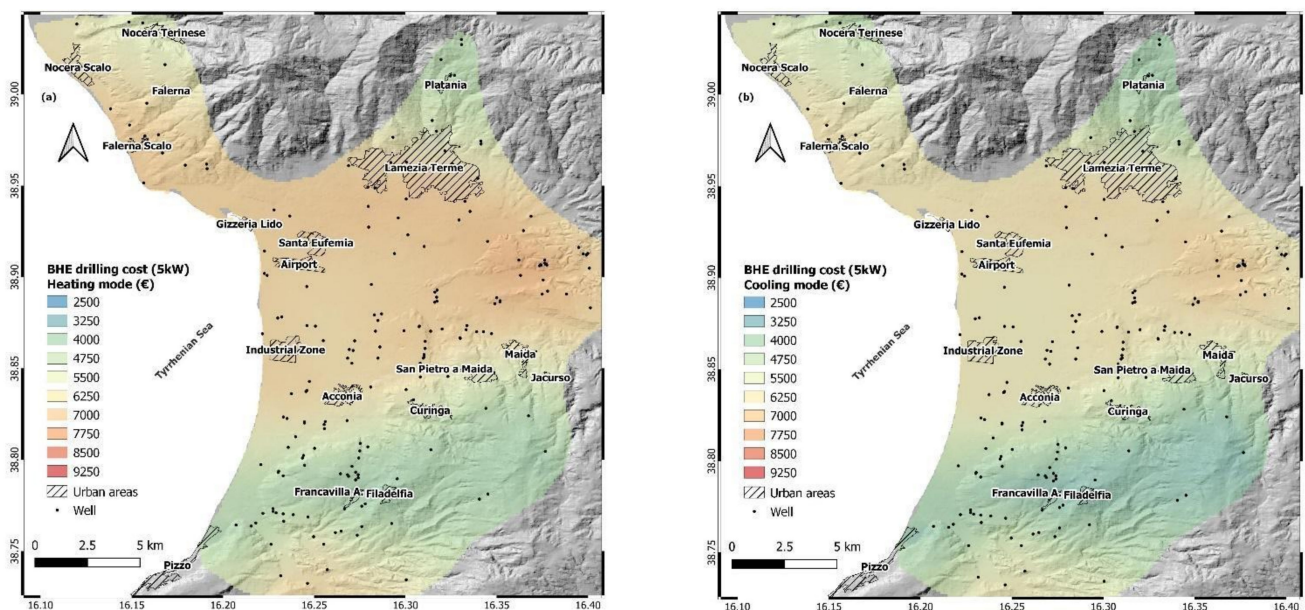 Nocera Terinese
Nocera Scalo
39.00
(a)
Falerna
Platania
Falerna Scalo
38.95
Lamezia Terme
Gizzeria Lido
Santa Eufemia
Airport
38.90
BHE drilling cost (5kW)
Heating mode (€)
2500
3250
4000
4750
5500
6250
7000
7750
8500
9250
Urban areas
Well
Tyrrhenian Sea
Industrial Zone
38.85
Maida
San Pietro a Maida
Jacurso
Acconia
Curinga
38.80
Francavilla A.
Filadelfia
38.75
0 2.5 5 km
Pizzo
16.10 16.15 16.20 16.25 16.30 16.35 16.40
Nocera Terinese
Nocera Scalo
39.00
(b)
Falerna
Platania
Falerna Scalo
38.95
Lamezia Terme
Gizzeria Lido
Santa Eufemia
Airport
38.90
BHE drilling cost (5kW)
Cooling mode (€)
2500
3250
4000
4750
5500
6250
7000
7750
8500
9250
Urban areas
Well
Tyrrhenian Sea
Industrial Zone
38.85
Maida
San Pietro a Maida
Jacurso
Acconia
Curinga
38.80
Francavilla A.
Filadelfia
38.75
0 2.5 5 km
Pizzo
16.10 16.15 16.20 16.25 16.30 16.35 16.40